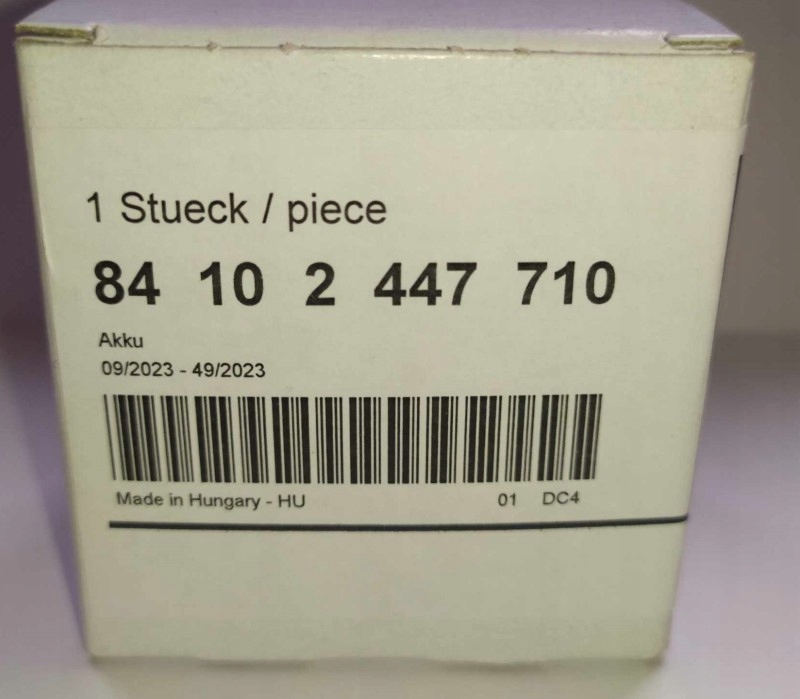 1 Stueck / piece
84 10 2 447 710
Akku
09/2023 - 49/2023
Made in Hungary - HU 01 DC4